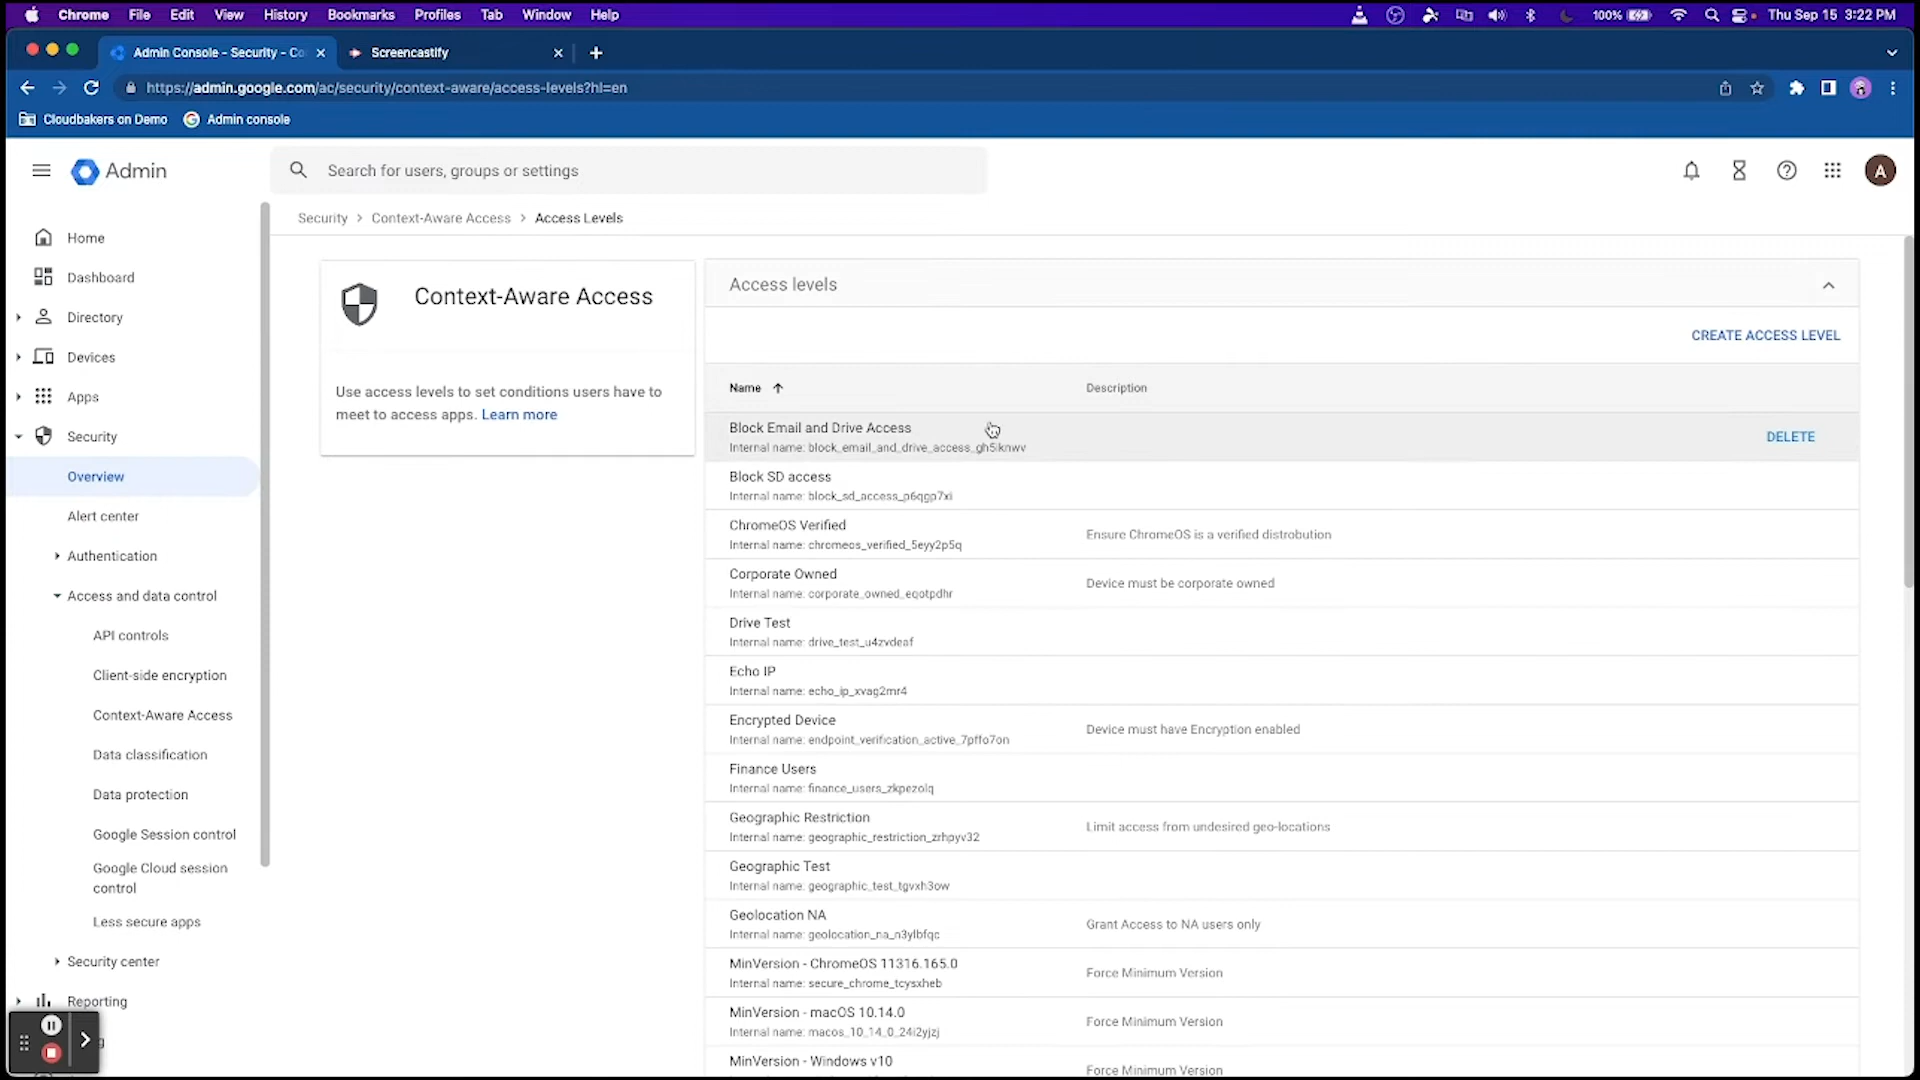 Chrome File Edit View History Bookmarks Profiles Tab Window Help 100% Thu Sep 15 3:22 PM
Admin Console - Security - Co
Screencastify
https://admin.google.com/ac/security/context-aware/access-levels?hl=en
Cloudbakers on Demo
Admin console
Admin
Search for users, groups or settings
A
Security > Context-Aware Access > Access Levels
Home
Dashboard
Directory
Devices
Apps
Security
Overview
Alert center
Authentication
Access and data control
API controls
Client-side encryption
Context-Aware Access
Data classification
Data protection
Google Session control
Google Cloud session
control
Less secure apps
Security center
Reporting
Context-Aware Access
Use access levels to set conditions users have to
meet to access apps. Learn more
Access levels
CREATE ACCESS LEVEL
Name Description
Block Email and Drive Access
Internal name: block_email_and_drive_access_gh5iknwv
DELETE
Block SD access
Internal name: block_sd_access_p6qgp7xi
ChromeOS Verified
Internal name: chromeos_verified_5eyy2p5q
Ensure ChromeOS is a verified distrobution
Corporate Owned
Internal name: corporate_owned_eqotpdhr
Device must be corporate owned
Drive Test
Internal name: drive_test_u4zvdeaf
Echo IP
Internal name: echo_ip_xvag2mr4
Encrypted Device
Internal name: endpoint_verification_active_7pffo7on
Device must have Encryption enabled
Finance Users
Internal name: finance_users_zkpezolq
Geographic Restriction
Internal name: geographic_restriction_zrhpyv32
Limit access from undesired geo-locations
Geographic Test
Internal name: geographic_test_tgvxh3ow
Geolocation NA
Internal name: geolocation_na_n3ylbfqc
Grant Access to NA users only
MinVersion - ChromeOS 11316.165.0
Internal name: secure_chrome_tcysxheb
Force Minimum Version
MinVersion - macOS 10.14.0
Internal name: macos_10_14_0_24i2yjzj
Force Minimum Version
MinVersion - Windows v10
Force Minimum Version